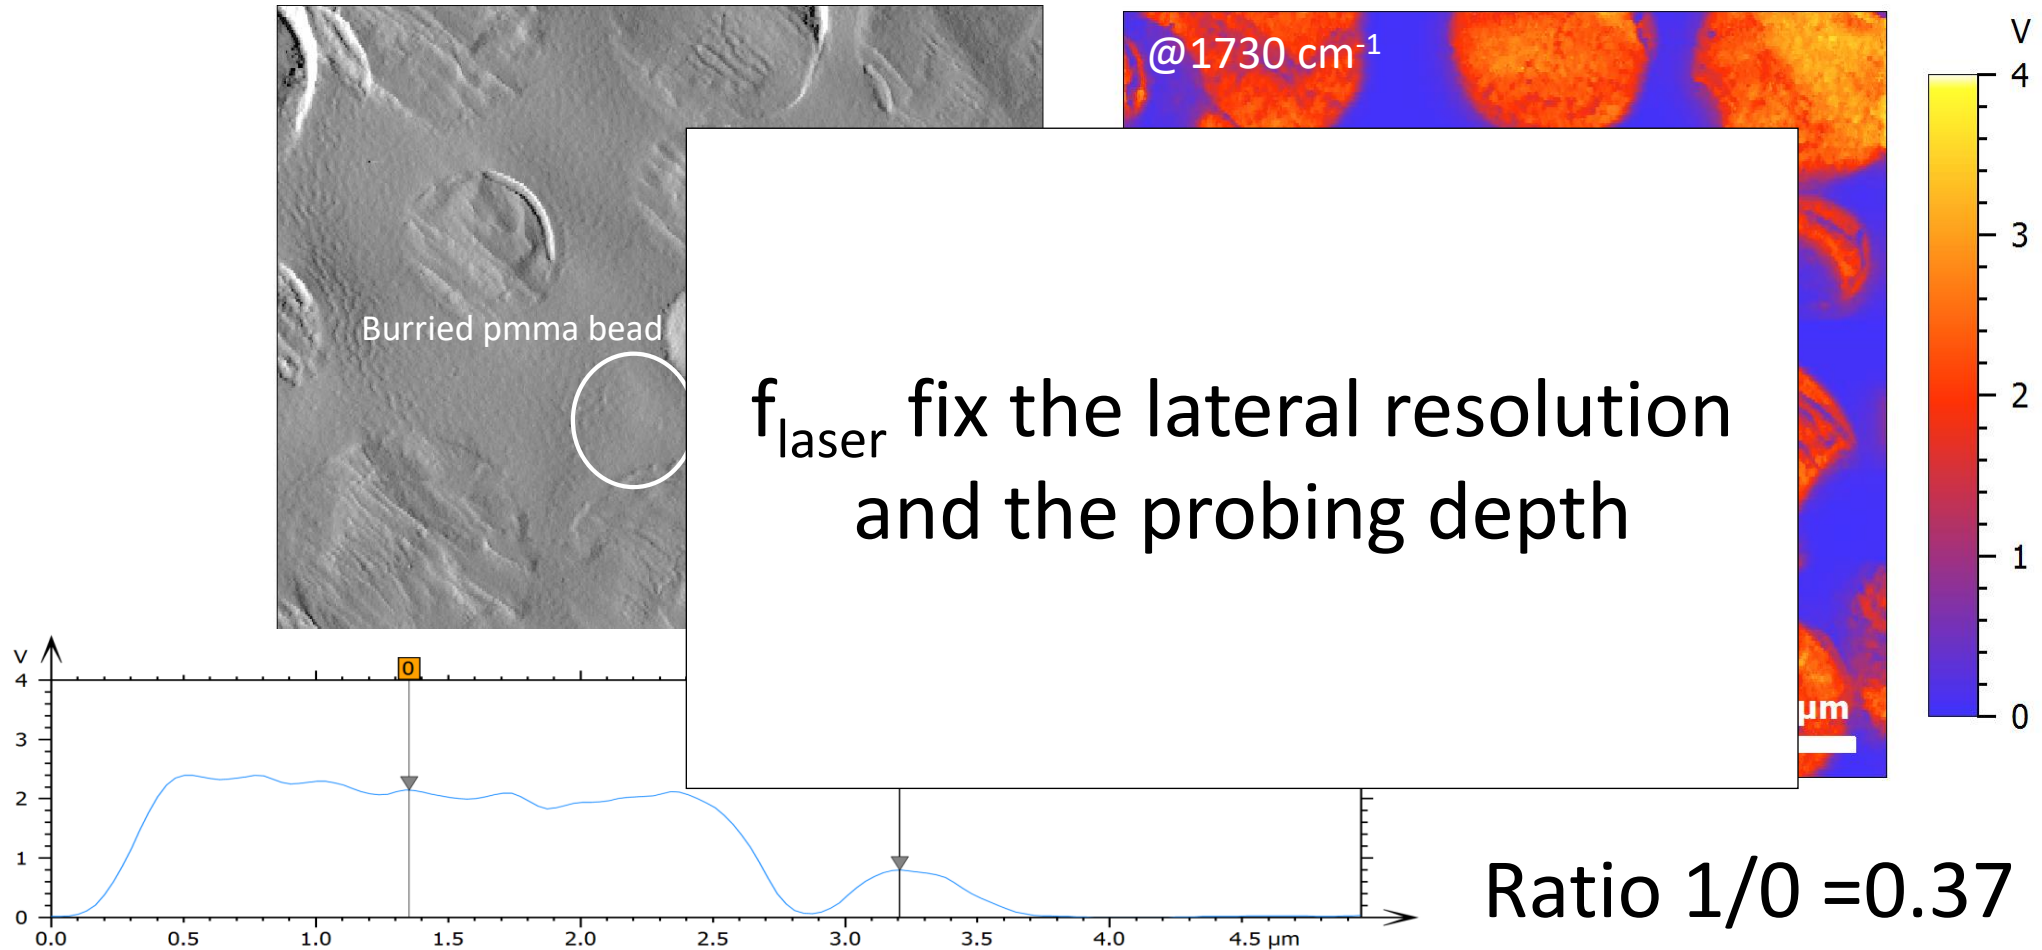 @1730 cm⁻¹
V
4
3
2
1
0
Burried pmma bead
f_laser fix the lateral resolution
and the probing depth
µm
V
0
4
3
2
1
0
0.0 0.5 1.0 1.5 2.0 2.5 3.0 3.5 4.0 4.5 µm
Ratio 1/0 =0.37